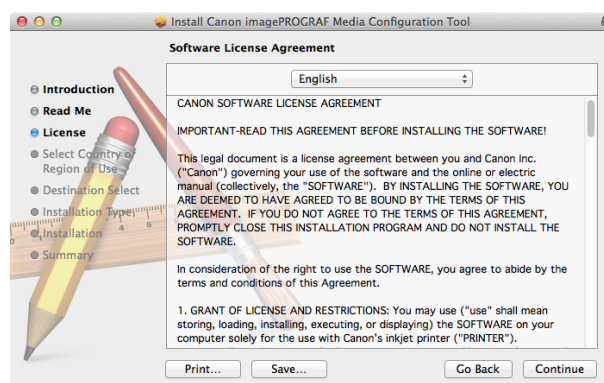 Install Canon imagePROGRAF Media Configuration Tool
Software License Agreement
Introduction
Read Me
License
Select Country of
Region of Use
Destination Select
Installation Type
Installation
Summary
English
CANON SOFTWARE LICENSE AGREEMENT
IMPORTANT-READ THIS AGREEMENT BEFORE INSTALLING THE SOFTWARE!
This legal document is a license agreement between you and Canon Inc.
("Canon") governing your use of the software and the online or electric
manual (collectively, the "SOFTWARE"). BY INSTALLING THE SOFTWARE, YOU
ARE DEEMED TO HAVE AGREED TO BE BOUND BY THE TERMS OF THIS
AGREEMENT. IF YOU DO NOT AGREE TO THE TERMS OF THIS AGREEMENT,
PROMPTLY CLOSE THIS INSTALLATION PROGRAM AND DO NOT INSTALL THE
SOFTWARE.
In consideration of the right to use the SOFTWARE, you agree to abide by the
terms and conditions of this Agreement.
1. GRANT OF LICENSE AND RESTRICTIONS: You may use ("use" shall mean
storing, loading, installing, executing, or displaying) the SOFTWARE on your
computer solely for the use with Canon's inkjet printer ("PRINTER").
Print... Save... Go Back Continue